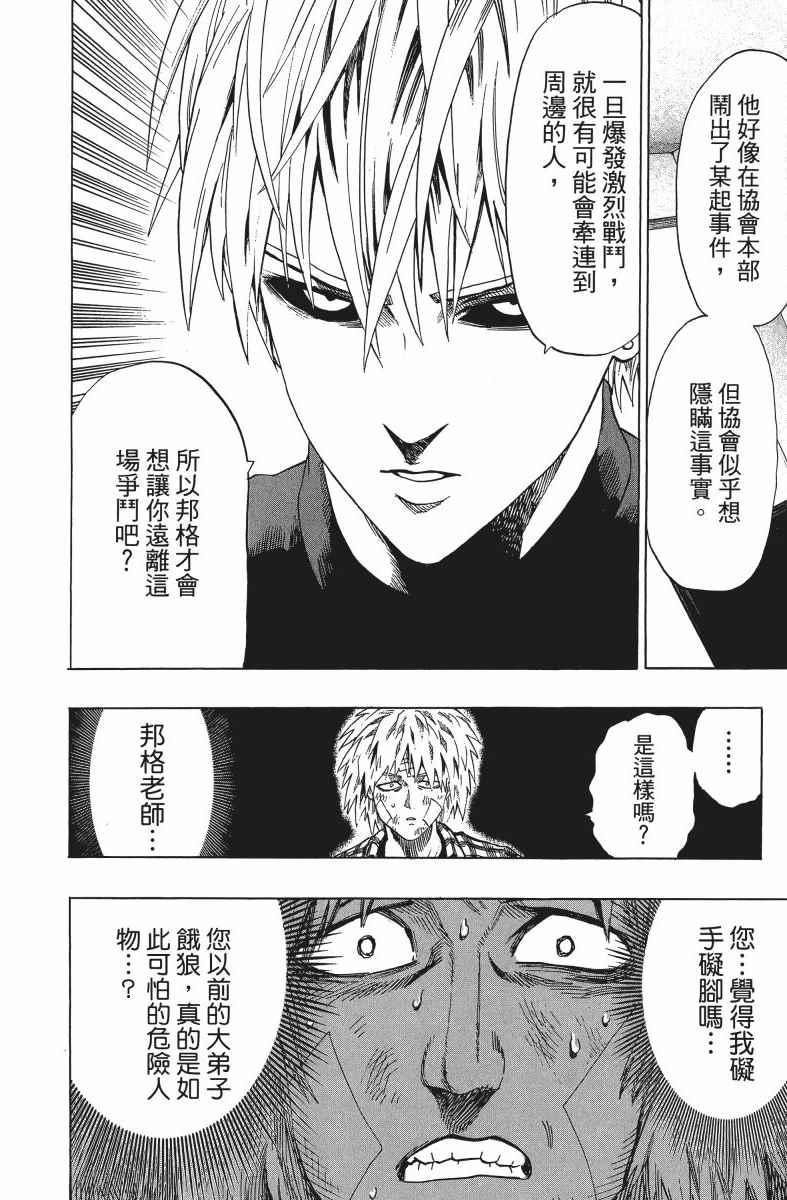 他好像在協會本部
鬧出了某起事件，
但協會似乎想
隱瞞這事實。
一旦爆發激烈戰鬥，
就很有可能會牽連到
周邊的人，
所以邦格才會
想讓你遠離這
場爭鬥吧？
……
是這樣嗎？
邦格老師…
您…覺得我礙
手礙腳嗎…
您以前的大弟子
餓狼，真的是如
此可怕的危險人
物…？